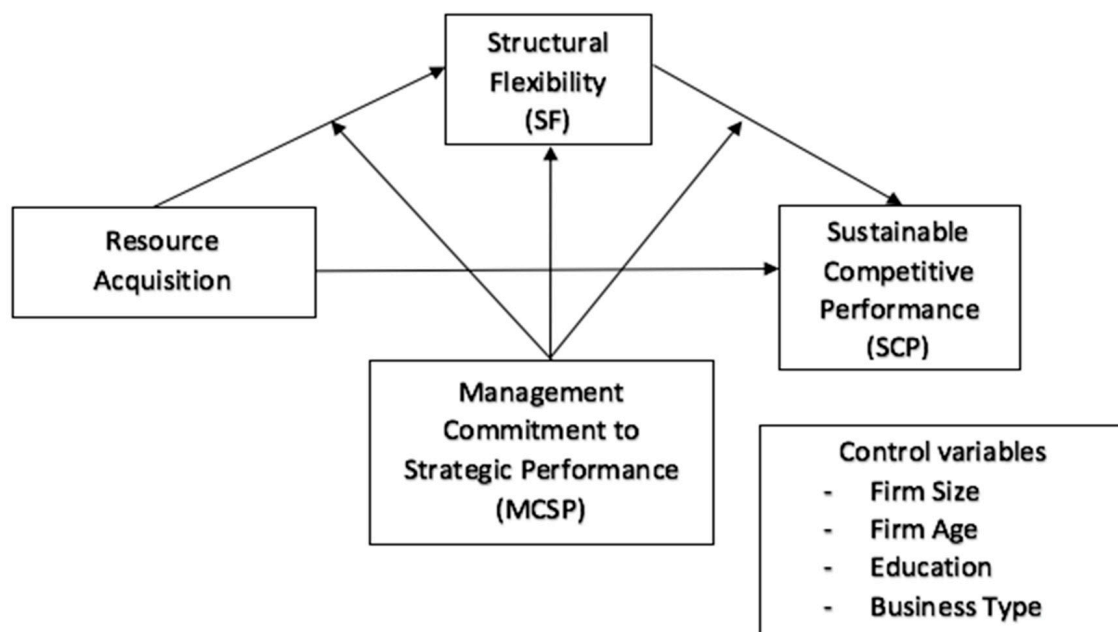 Structural
Flexibility
(SF)
Resource
Acquisition
Sustainable
Competitive
Performance
(SCP)
Management
Commitment to
Strategic Performance
(MCSP)
Control variables
- Firm Size
- Firm Age
- Education
- Business Type